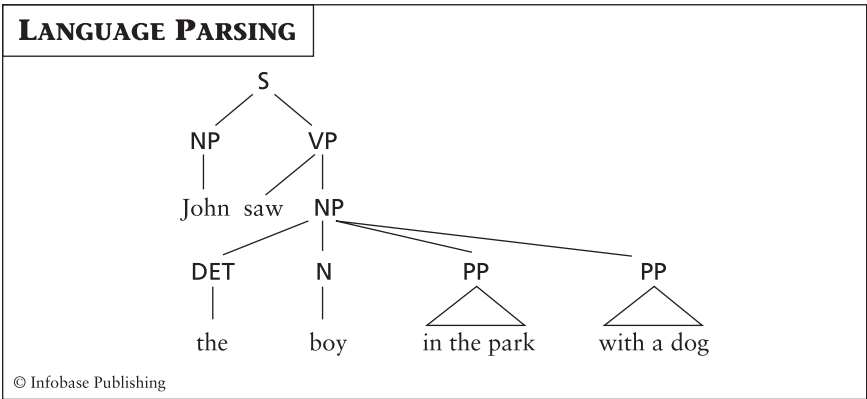 LANGUAGE PARSING
S
NP VP
John saw NP
DET N PP PP
the boy in the park with a dog
© Infobase Publishing